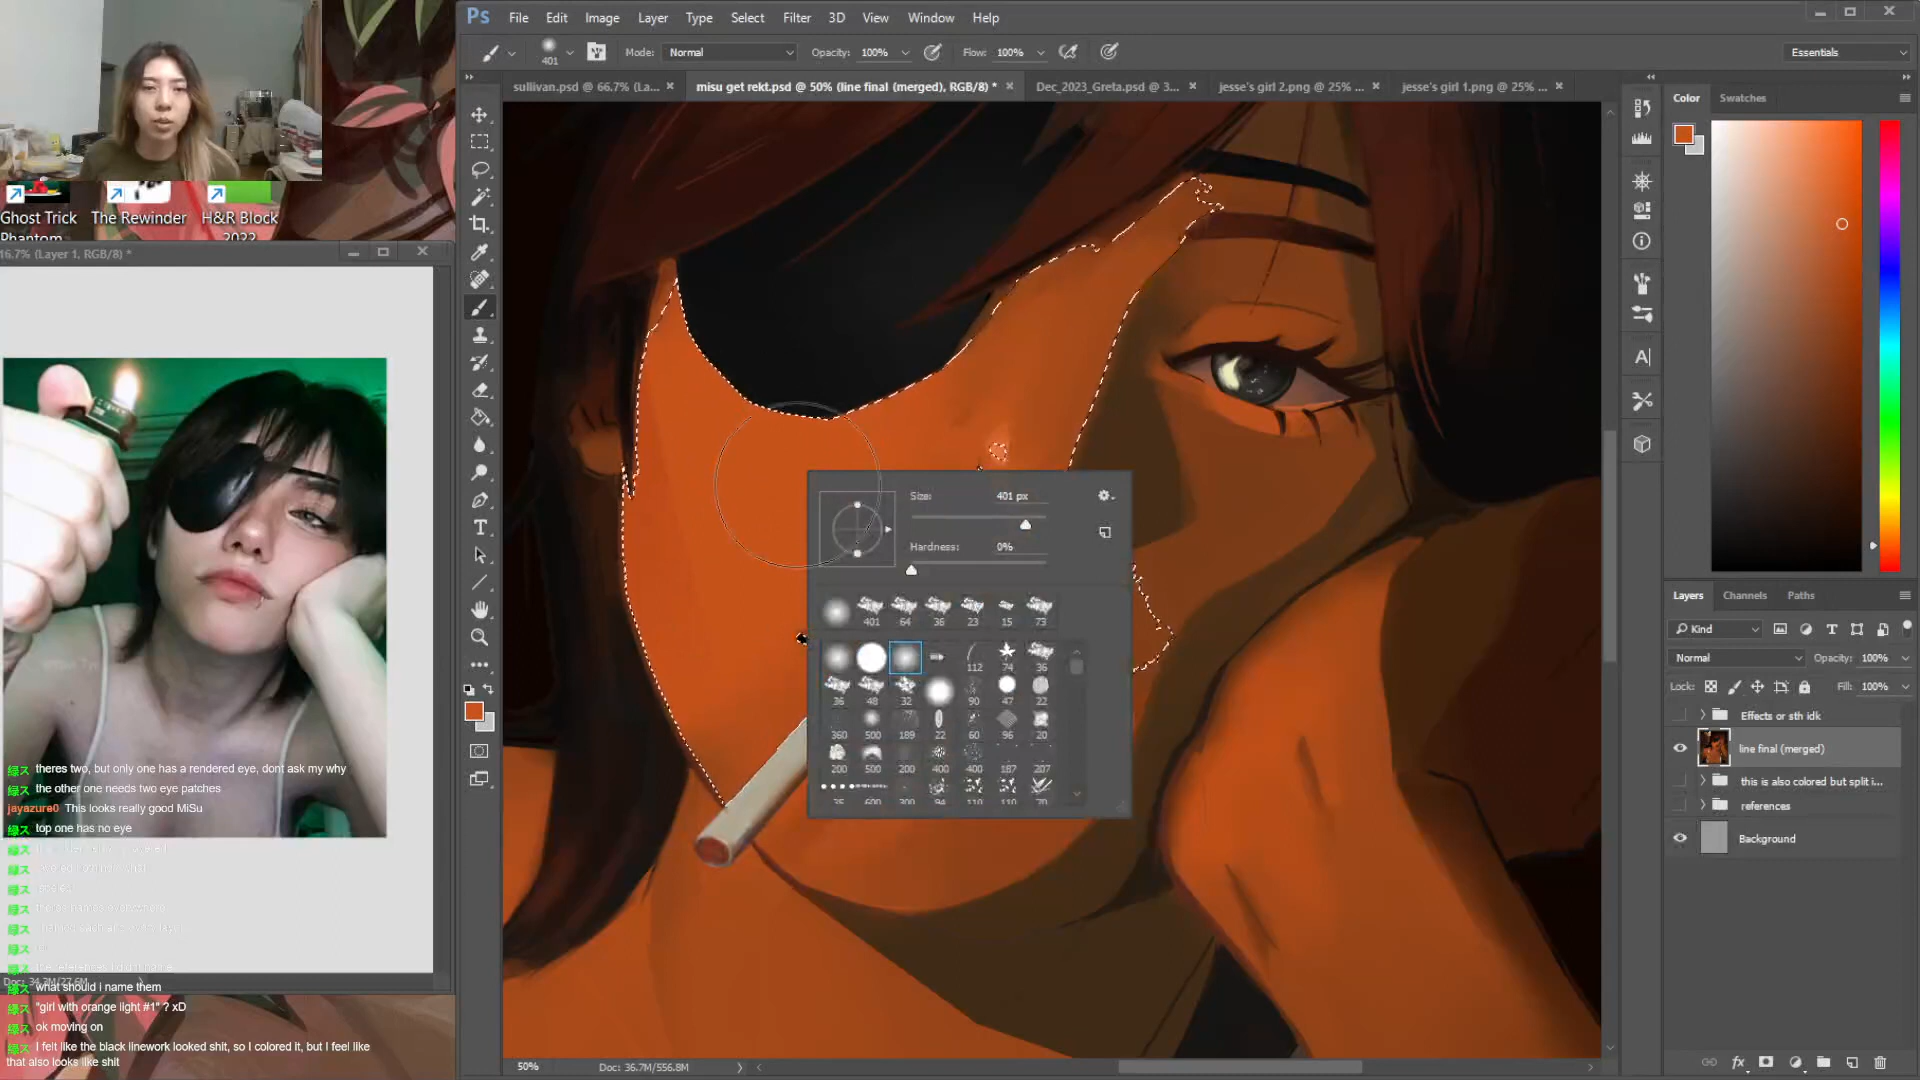 Ps File Edit Image Layer Type Select Filter 3D View Window Help
401 Mode: Normal Opacity: 100% Flow: 100% Essentials
sullivan.psd @ 66.7% (La... × misu get rekt.psd @ 50% (line final (merged), RGB/8) * × Dec_2023_Greta.psd @ 3... × jesse's girl 2.png @ 25% ... × jesse's girl 1.png @ 25% ... ×
Color Swatches
Ghost Trick The Rewinder H&R Block
Phantom 2022
16.7% (Layer 1, RGB/8) *
Size: 401 px
Hardness: 0%
401 64 36 23 15 73
112 74 36
36 48 32 90 47 22
360 500 189 22 60 96 20
200 500 200 400 400 187 207
35 600 300 94 110 110 70
Layers Channels Paths
Kind
Normal Opacity: 100%
Lock: Fill: 100%
Effects or sth idk
line final (merged)
this is also colored but split i...
references
Background
theres two, but only one has a rendered eye, dont ask my why
the other one needs two eye patches
jayazure0 This looks really good MiSu
top one has no eye
what should i name them
"girl with orange light #1" ? xD
ok moving on
I felt like the black linework looked shit, so I colored it, but I feel like
that also looks like shit
50% Doc: 36.7M/556.8M